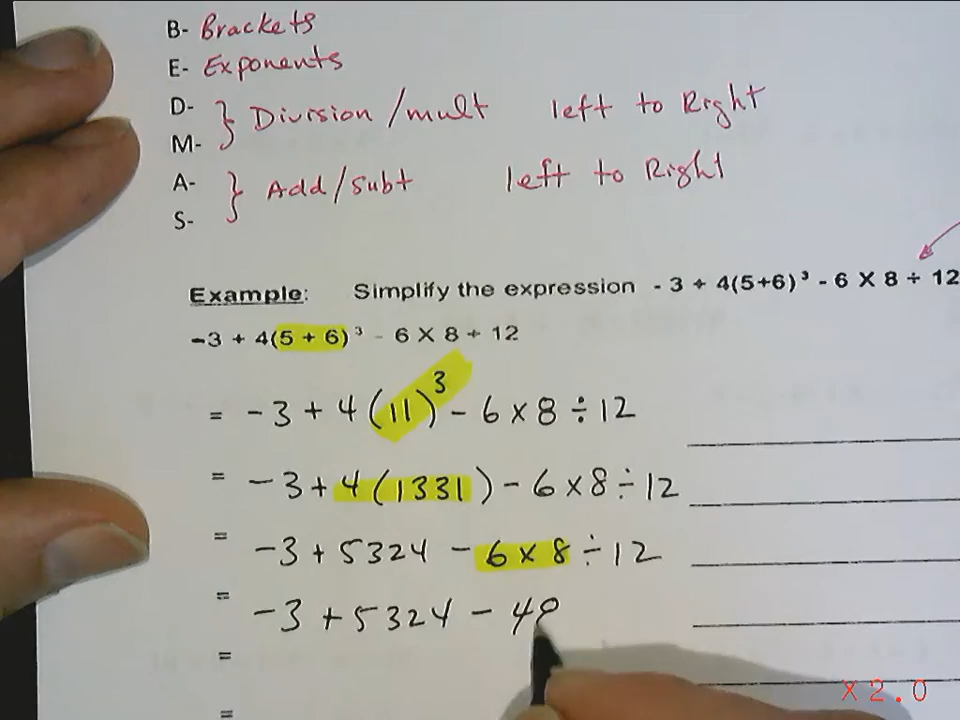 B- Brackets
E- Exponents
D- } Division/mult left to Right
M-
A- } Add/subt left to Right
S-
Example: Simplify the expression - 3 + 4(5+6)³ - 6 X 8 ÷ 12
-3 + 4(5 + 6)³ - 6 X 8 ÷ 12
= -3 + 4(11)³ - 6 × 8 ÷ 12
= -3 + 4(1331) - 6 × 8 ÷ 12
= -3 + 5324 - 6 × 8 ÷ 12
= -3 + 5324 - 48
=
=
X2.0